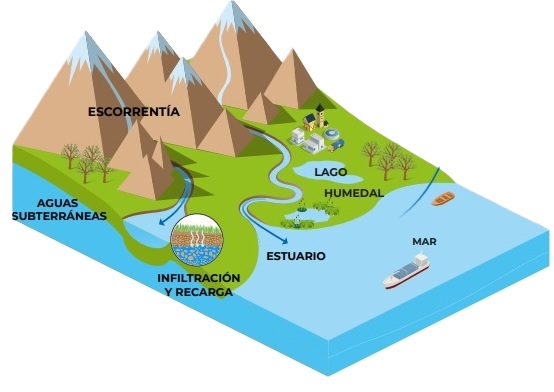 ESCORRENTÍA
LAGO
HUMEDAL
AGUAS
SUBTERRÁNEAS
MAR
ESTUARIO
INFILTRACIÓN
Y RECARGA